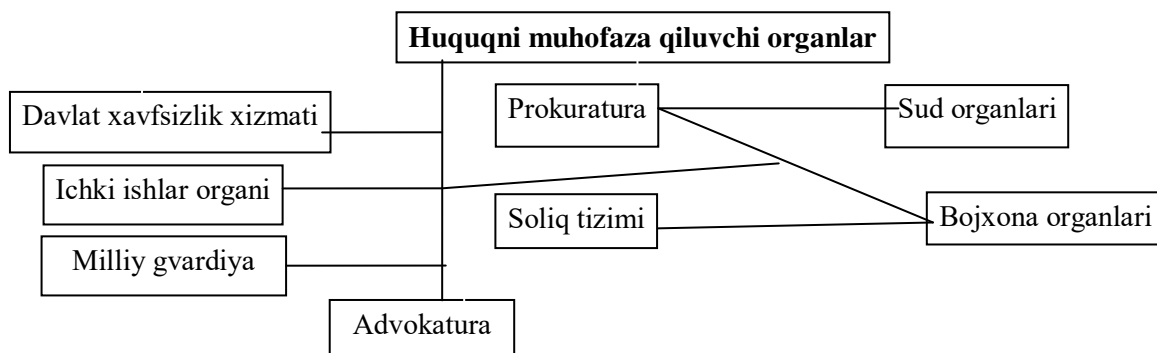 Huquqni muhofaza qiluvchi organlar
Davlat xavfsizlik xizmati
Prokuratura
Sud organlari
Ichki ishlar organi
Soliq tizimi
Bojxona organlari
Milliy gvardiya
Advokatura